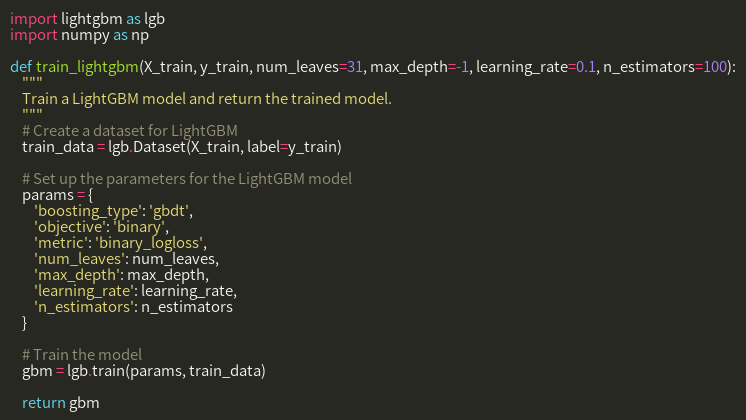 import lightgbm as lgb
import numpy as np

def train_lightgbm(X_train, y_train, num_leaves=31, max_depth=-1, learning_rate=0.1, n_estimators=100):
    """
    Train a LightGBM model and return the trained model.
    """
    # Create a dataset for LightGBM
    train_data = lgb.Dataset(X_train, label=y_train)

    # Set up the parameters for the LightGBM model
    params = {
        'boosting_type': 'gbdt',
        'objective': 'binary',
        'metric': 'binary_logloss',
        'num_leaves': num_leaves,
        'max_depth': max_depth,
        'learning_rate': learning_rate,
        'n_estimators': n_estimators
    }

    # Train the model
    gbm = lgb.train(params, train_data)

    return gbm